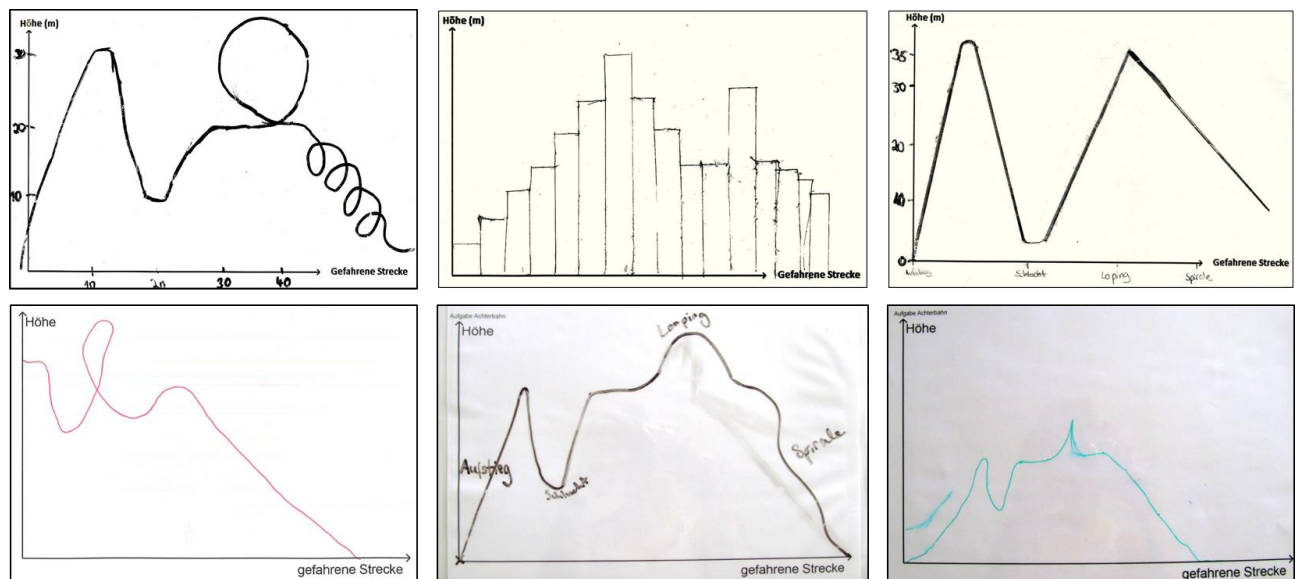 Höhe (m)
30
20
10
10
20
30
40
Gefahrene Strecke
Höhe (m)
Gefahrene Strecke
Höhe (m)
35
30
20
10
0
Aufstieg
Schlucht
Loping
Spirale
Gefahrene Strecke
Höhe
gefahrene Strecke
Aufgabe Achterbahn
Höhe
Looping
Aufstieg
Spirale
gefahrene Strecke
Aufgabe Achterbahn
Höhe
gefahrene Strecke